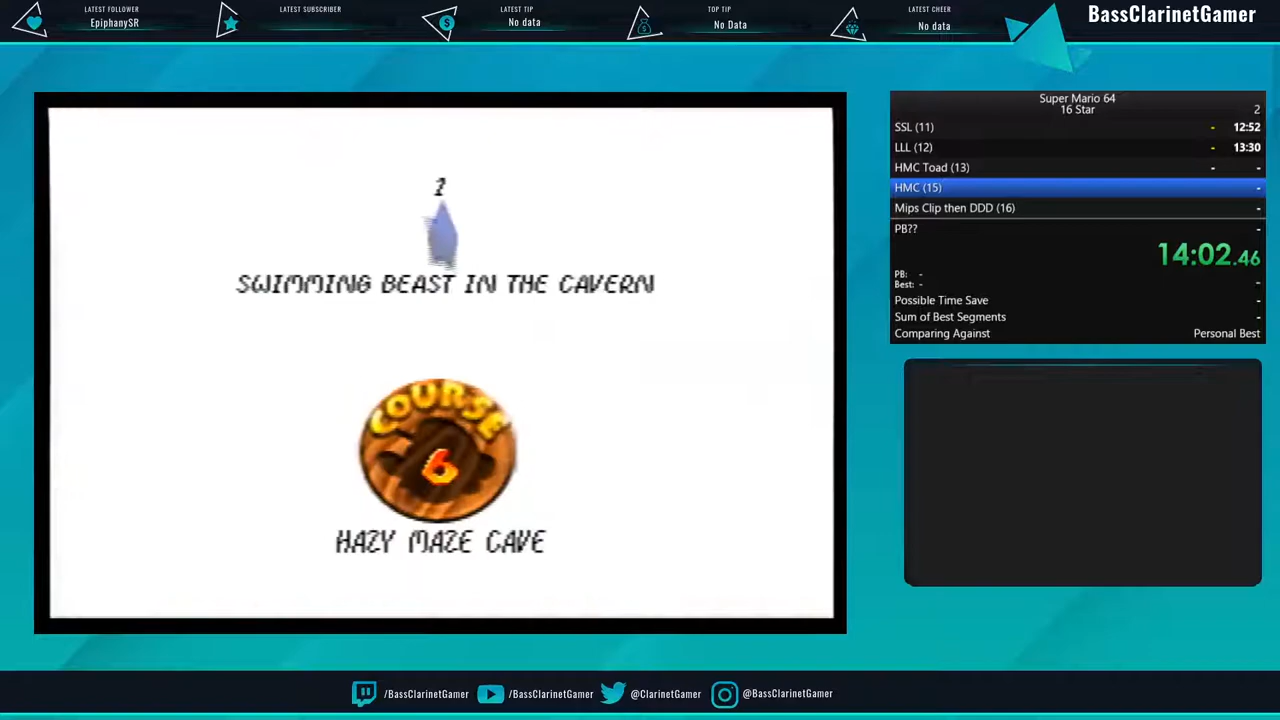 LATEST FOLLOWER
EpiphanySR
LATEST SUBSCRIBER
LATEST TIP
No data
TOP TIP
No Data
LATEST CHEER
No data
BassClarinetGamer
?
SWIMMING BEAST IN THE CAVERN
COURSE
6
HAZY MAZE CAVE
Super Mario 64
16 Star
2
SSL (11) - 12:52
LLL (12) - 13:30
HMC Toad (13) - -
HMC (15) -
Mips Clip then DDD (16) -
PB?? -
14:02.46
PB: -
Best: - -
Possible Time Save -
Sum of Best Segments -
Comparing Against Personal Best
/BassClarinetGamer
/BassClarinetGamer
@ClarinetGamer
@BassClarinetGamer